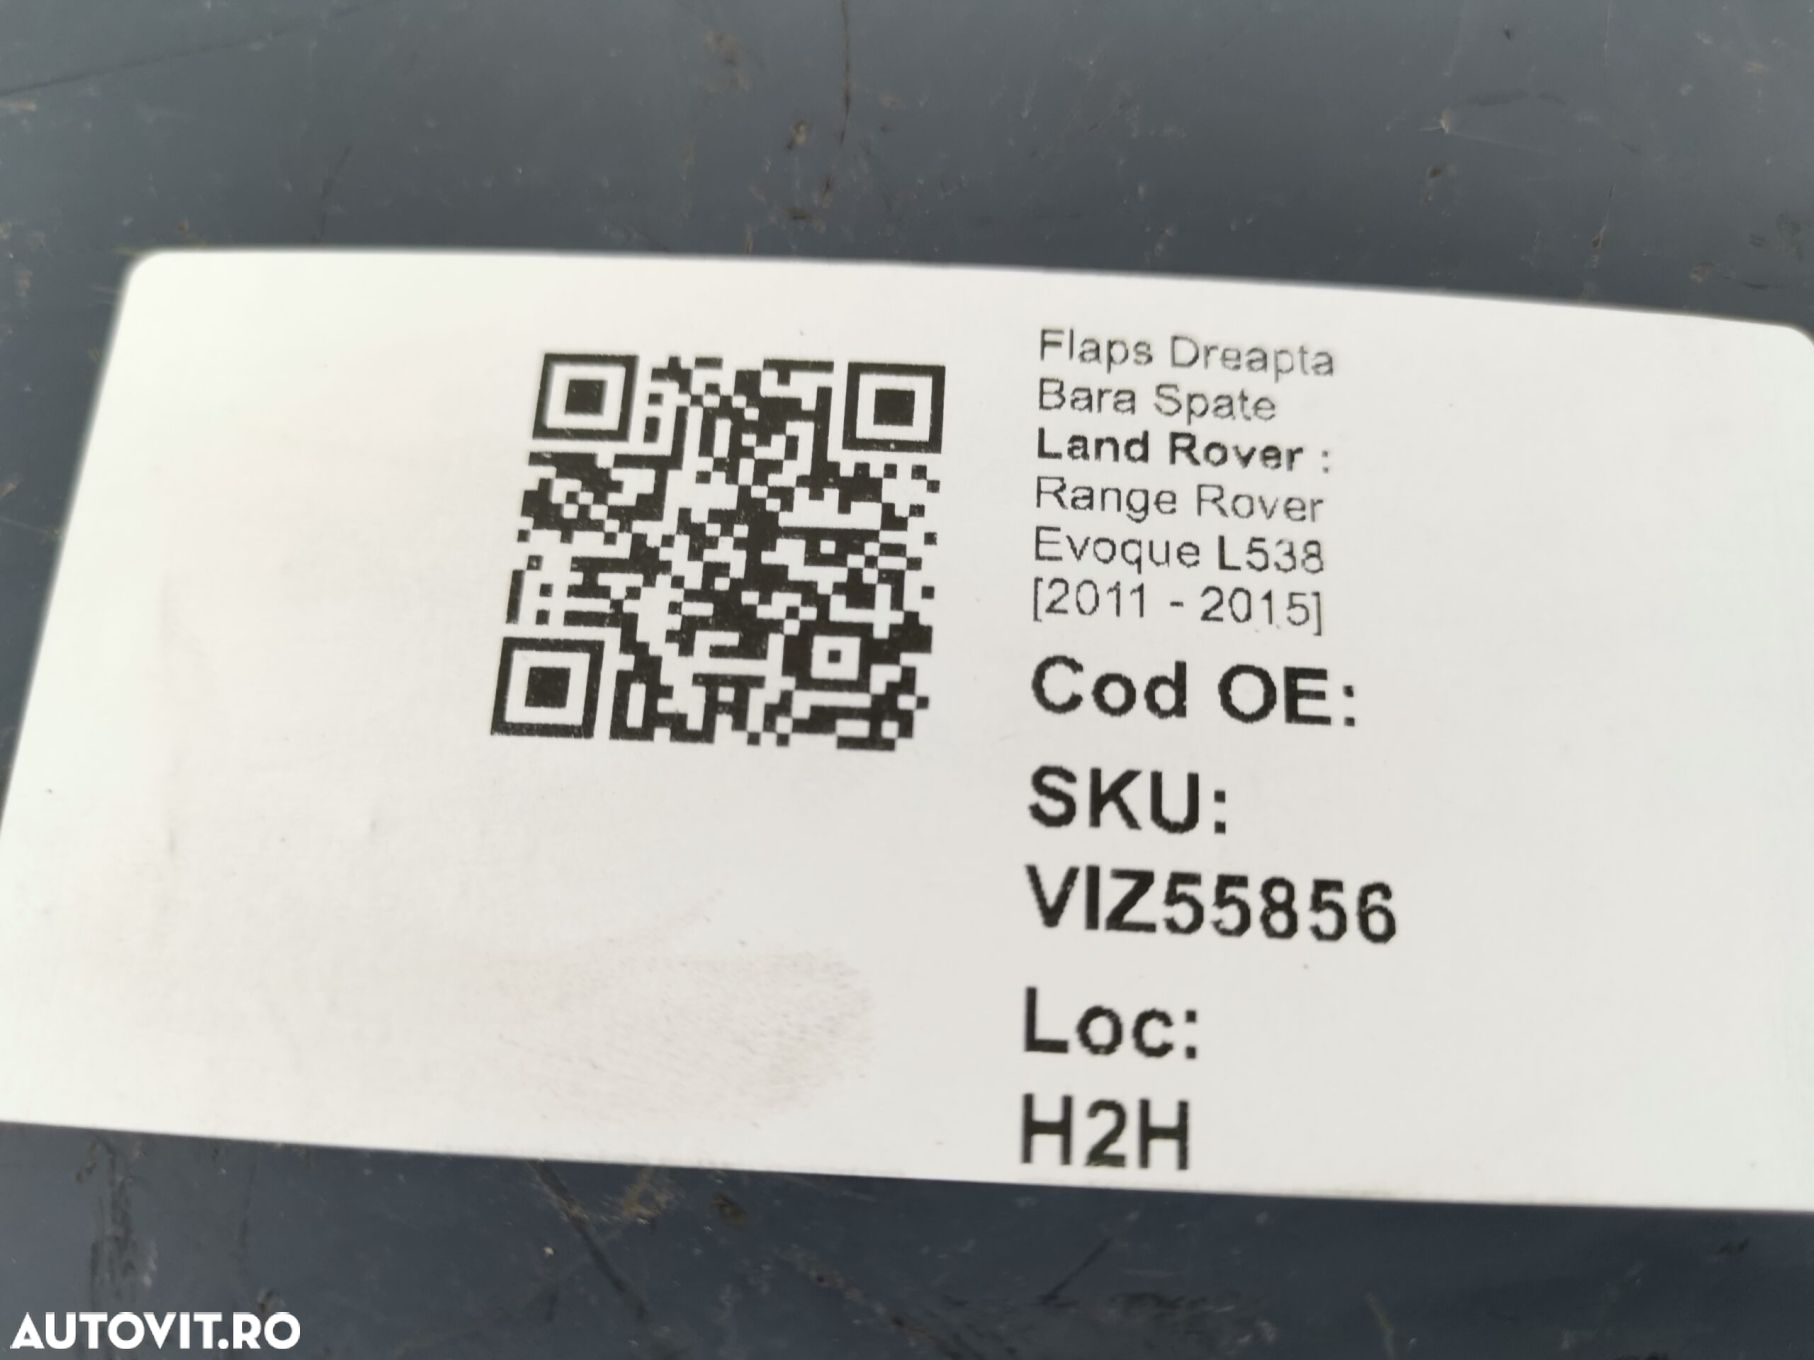 Flaps Dreapta
Bara Spate
Land Rover :
Range Rover
Evoque L538
[2011 - 2015]
Cod OE:
SKU:
VIZ55856
Loc:
H2H
AUTOVIT.RO